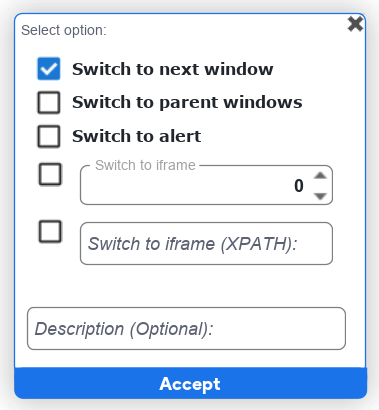 Select option:
Switch to next window
Switch to parent windows
Switch to alert
Switch to iframe
0
Switch to iframe (XPATH):
Description (Optional):
Accept